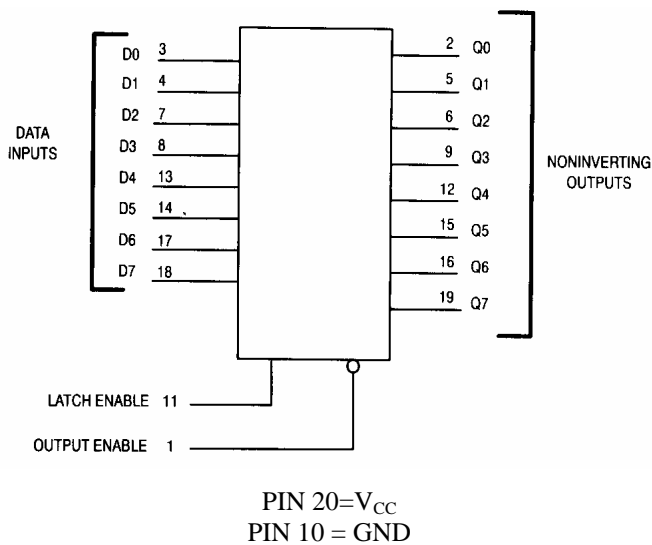 DATA
INPUTS
D0 3
D1 4
D2 7
D3 8
D4 13
D5 14
D6 17
D7 18
2 Q0
5 Q1
6 Q2
9 Q3
12 Q4
15 Q5
16 Q6
19 Q7
NONINVERTING
OUTPUTS
LATCH ENABLE 11
OUTPUT ENABLE 1
PIN 20=VCC
PIN 10 = GND